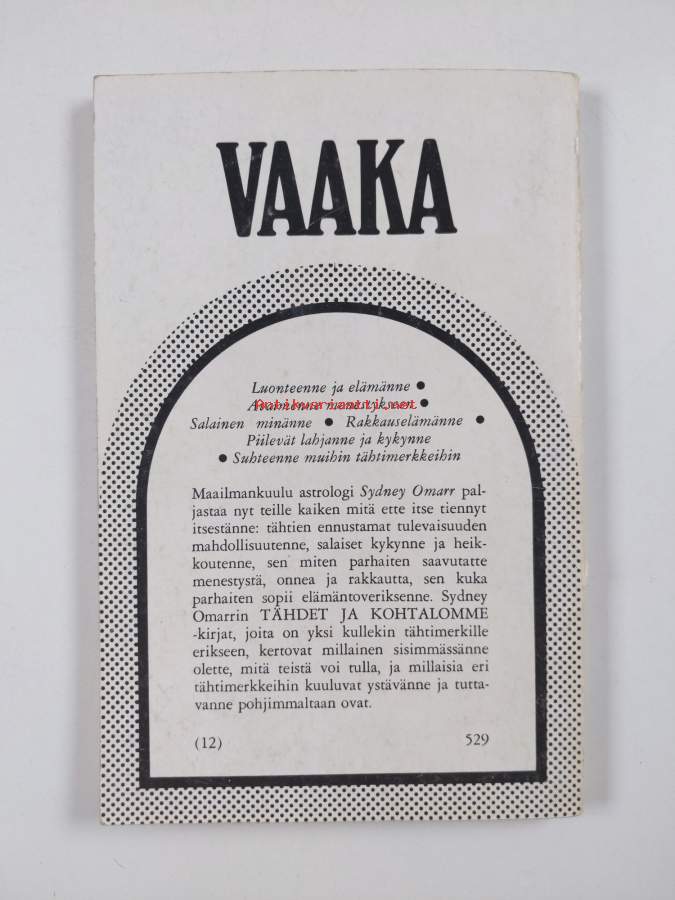 VAAKA
Luonteenne ja elämänne ●
Antikvariaatti.net
menestykseen ●
Salainen minänne ● Rakkauselämänne ●
Piilevät lahjanne ja kykynne
● Suhteenne muihin tähtimerkkeihin
Maailmankuulu astrologi Sydney Omarr pal-
jastaa nyt teille kaiken mitä ette itse tiennyt
itsestänne: tähtien ennustamat tulevaisuuden
mahdollisuutenne, salaiset kykynne ja heik-
koutenne, sen miten parhaiten saavutatte
menestystä, onnea ja rakkautta, sen kuka
parhaiten sopii elämäntoveriksenne. Sydney
Omarrin TÄHDET JA KOHTALOMME
-kirjat, joita on yksi kullekin tähtimerkille
erikseen, kertovat millainen sisimmässänne
olette, mitä teistä voi tulla, ja millaisia eri
tähtimerkkeihin kuuluvat ystävänne ja tutta-
vanne pohjimmaltaan ovat.
(12) 529